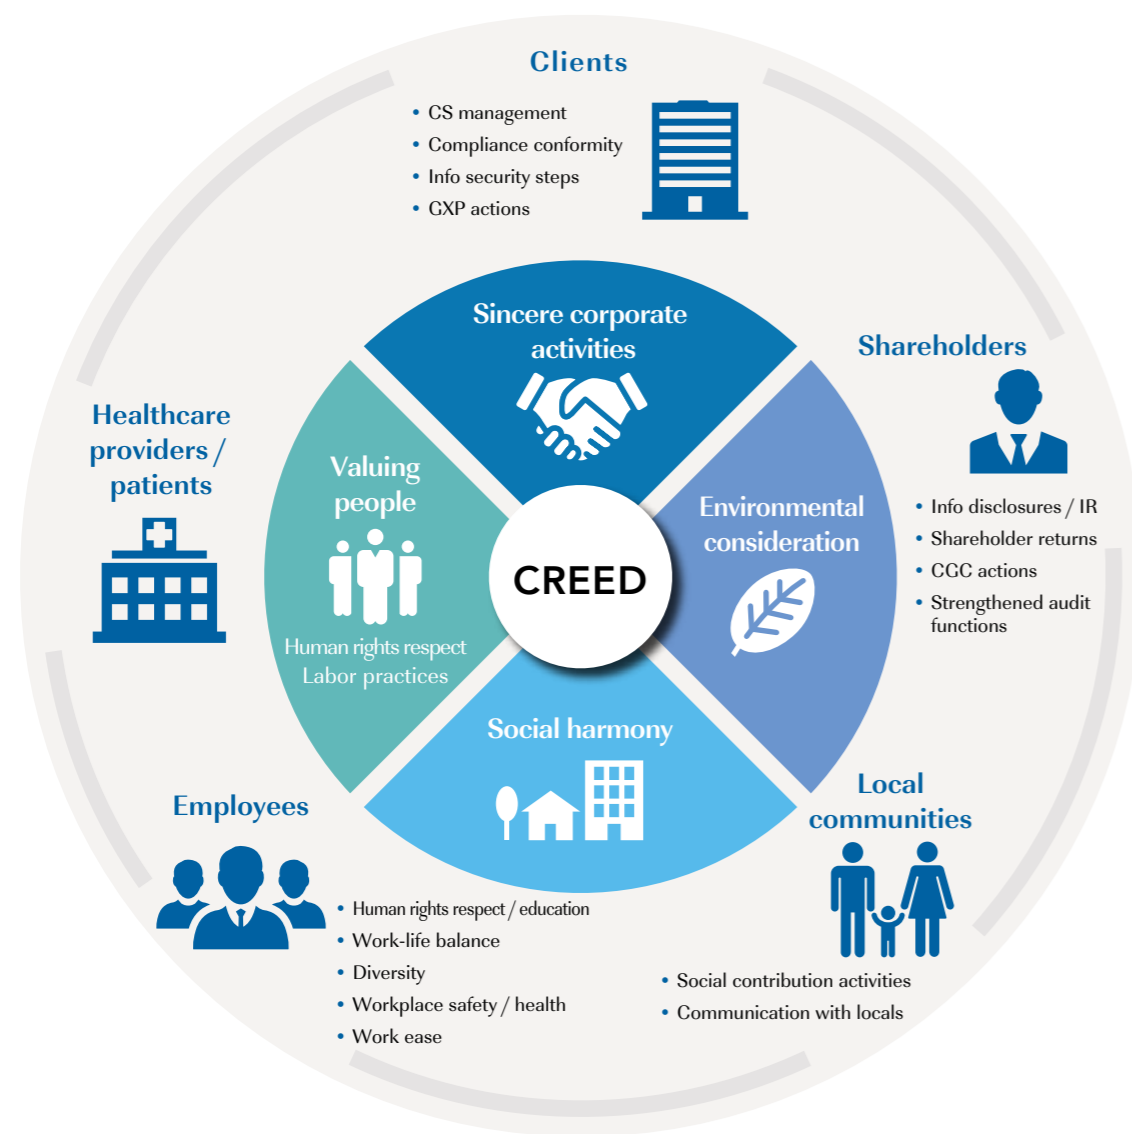 Clients
• CS management
• Compliance conformity
• Info security steps
• GXP actions
Sincere corporate
activities
Shareholders
• Info disclosures / IR
• Shareholder returns
• CGC actions
• Strengthened audit
functions
Healthcare
providers /
patients
Valuing
people
Human rights respect
Labor practices
Environmental
consideration
CREED
Social harmony
Employees
• Human rights respect / education
• Work-life balance
• Diversity
• Workplace safety / health
• Work ease
Local
communities
• Social contribution activities
• Communication with locals